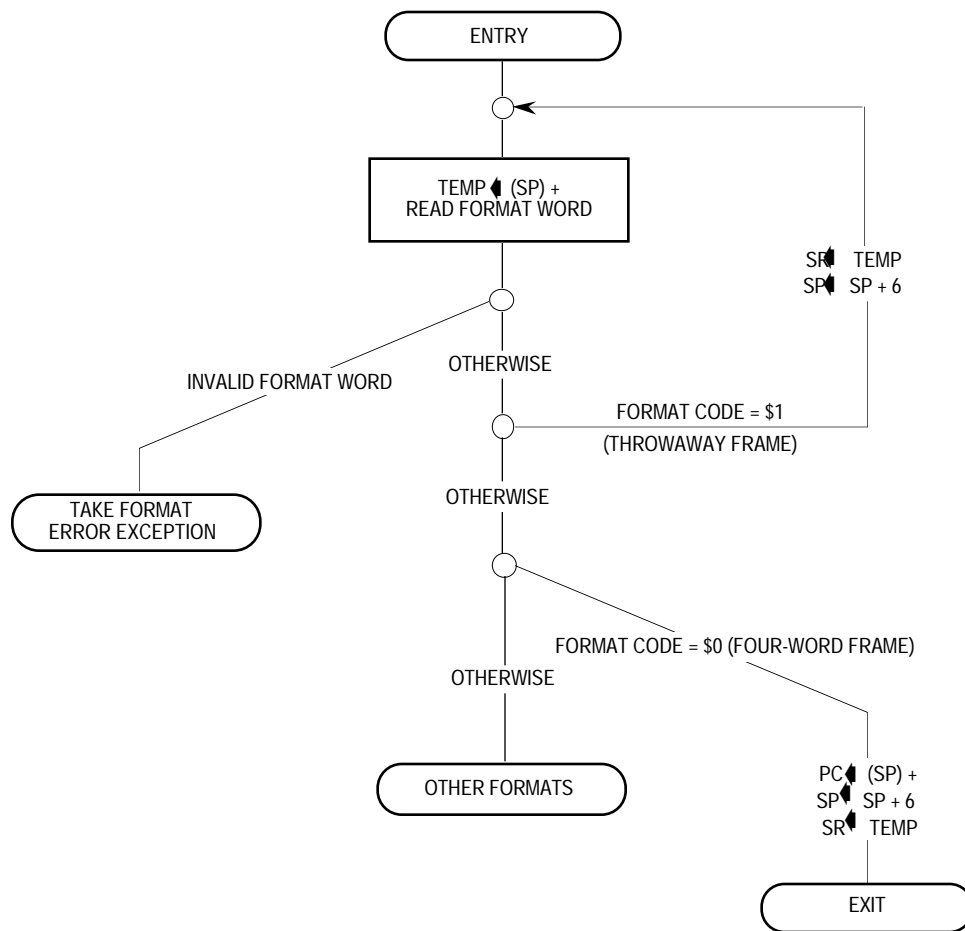 ENTRY
TEMP ◀ (SP) +
READ FORMAT WORD
SR ◀ TEMP
SP ◀ SP + 6
OTHERWISE
INVALID FORMAT WORD
FORMAT CODE = $1
(THROWAWAY FRAME)
OTHERWISE
TAKE FORMAT
ERROR EXCEPTION
FORMAT CODE = $0 (FOUR-WORD FRAME)
OTHERWISE
OTHER FORMATS
PC ◀ (SP) +
SP ◀ SP + 6
SR ◀ TEMP
EXIT